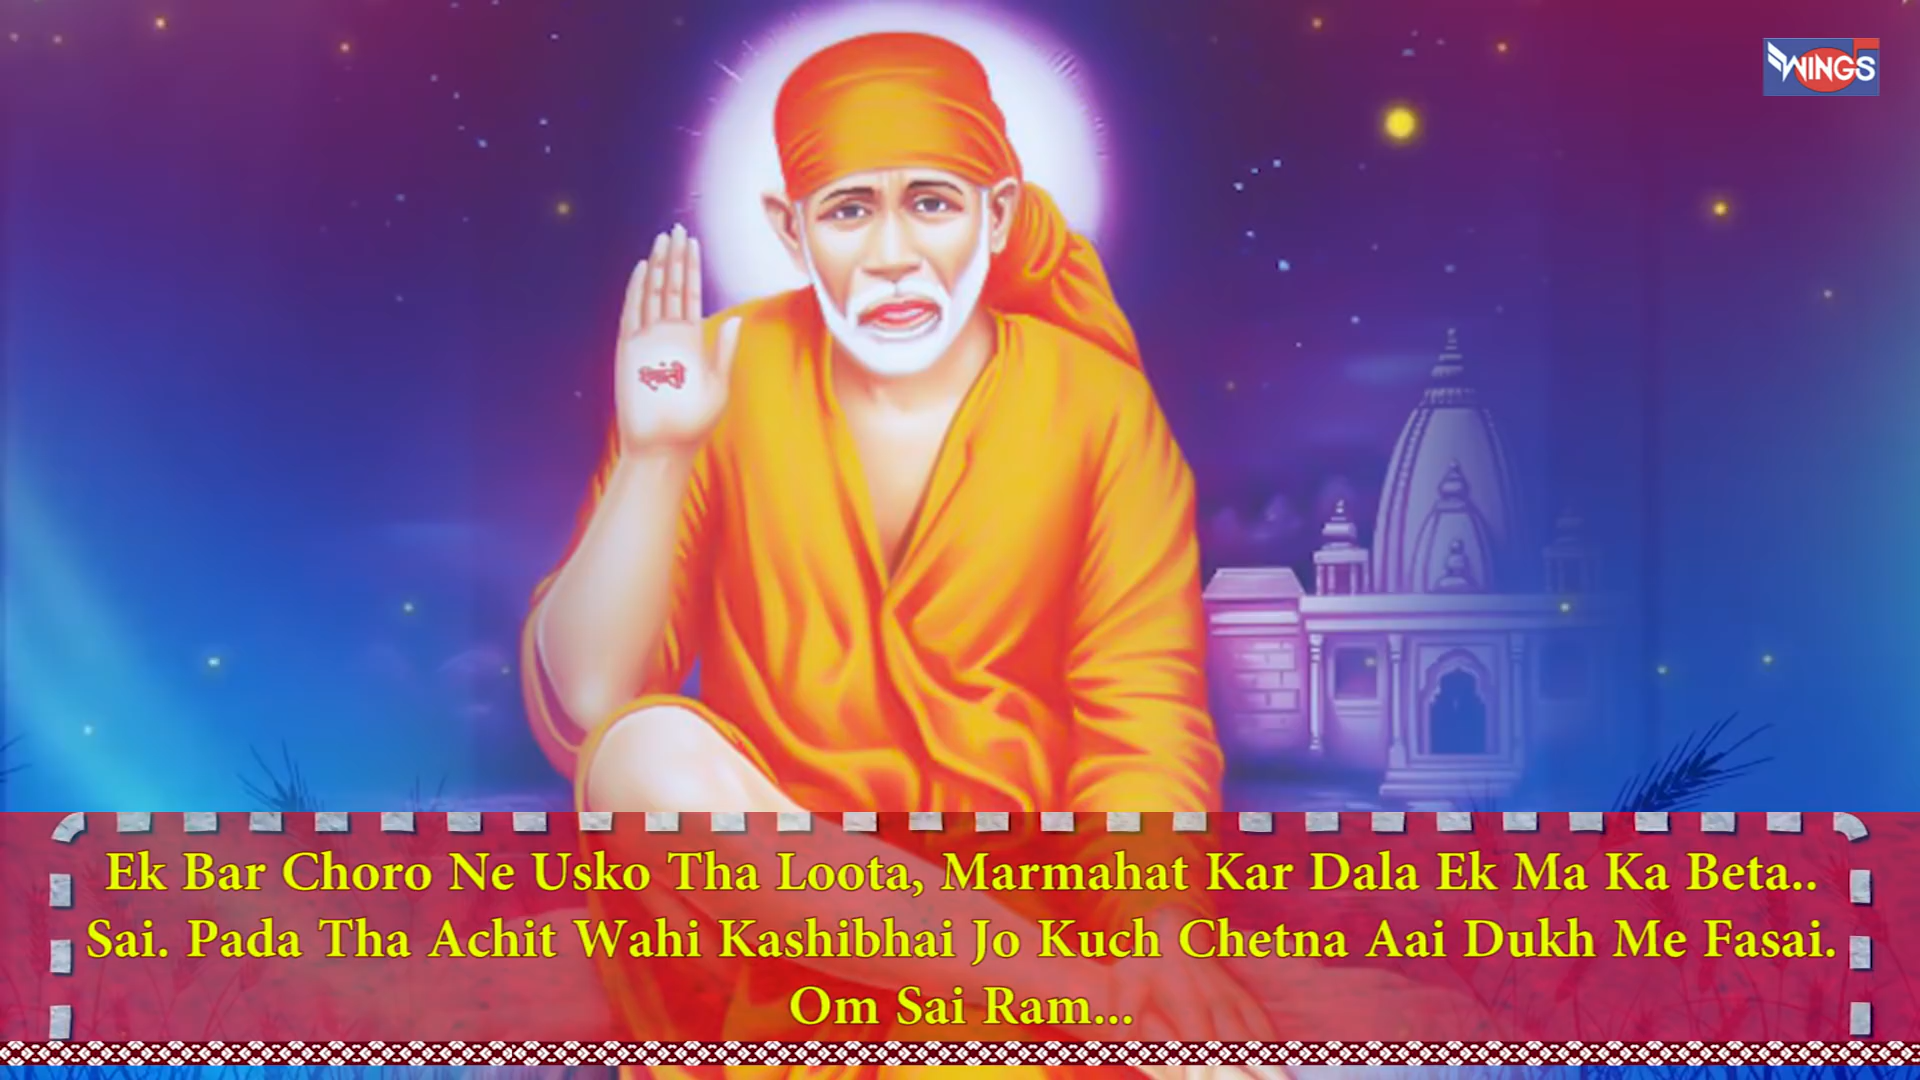 WINGS
Ek Bar Choro Ne Usko Tha Loota, Marmahat Kar Dala Ek Ma Ka Beta..
Sai. Pada Tha Achit Wahi Kashibhai Jo Kuch Chetna Aai Dukh Me Fasai.
Om Sai Ram...